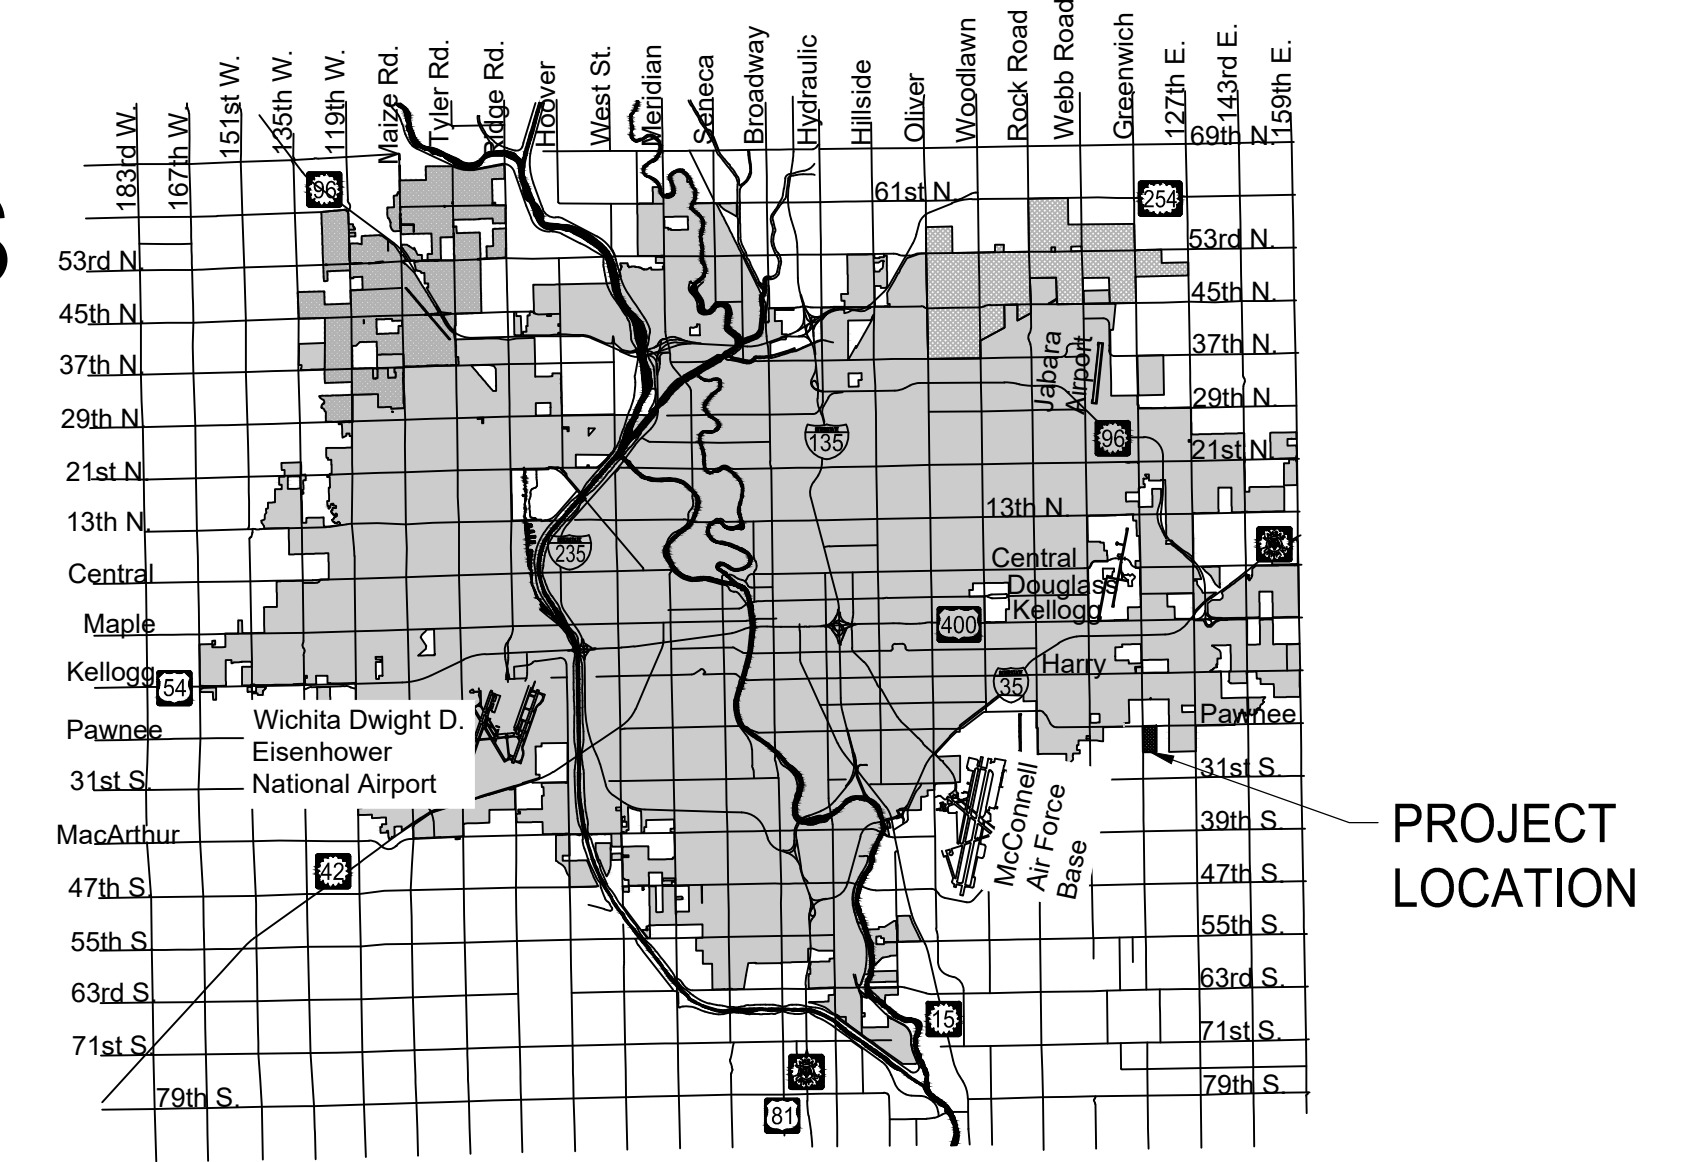 183rd W.
167th W.
151st W.
135th W.
119th W.
Maize Rd.
Tyler Rd.
Ridge Rd.
Hoover
West St.
Meridian
Seneca
Broadway
Hydraulic
Hillside
Oliver
Woodlawn
Rock Road
Webb Road
Greenwich
127th E.
143rd E.
159th E.
69th N.
96
61st N.
254
53rd N.
53rd N.
45th N.
45th N.
37th N.
37th N.
Jabara
Airport
29th N.
29th N.
135
96
21st N.
21st N.
13th N.
13th N.
235
Central
Central
Douglass
Kellogg
Maple
400
Kellogg
54
Harry
35
Pawnee
Pawnee
Wichita Dwight D.
Eisenhower
National Airport
31st S.
31st S.
McConnell
Air Force
Base
PROJECT
LOCATION
MacArthur
39th S.
42
47th S.
47th S.
55th S.
55th S.
63rd S.
63rd S.
15
71st S.
71st S.
79th S.
79th S.
81
S